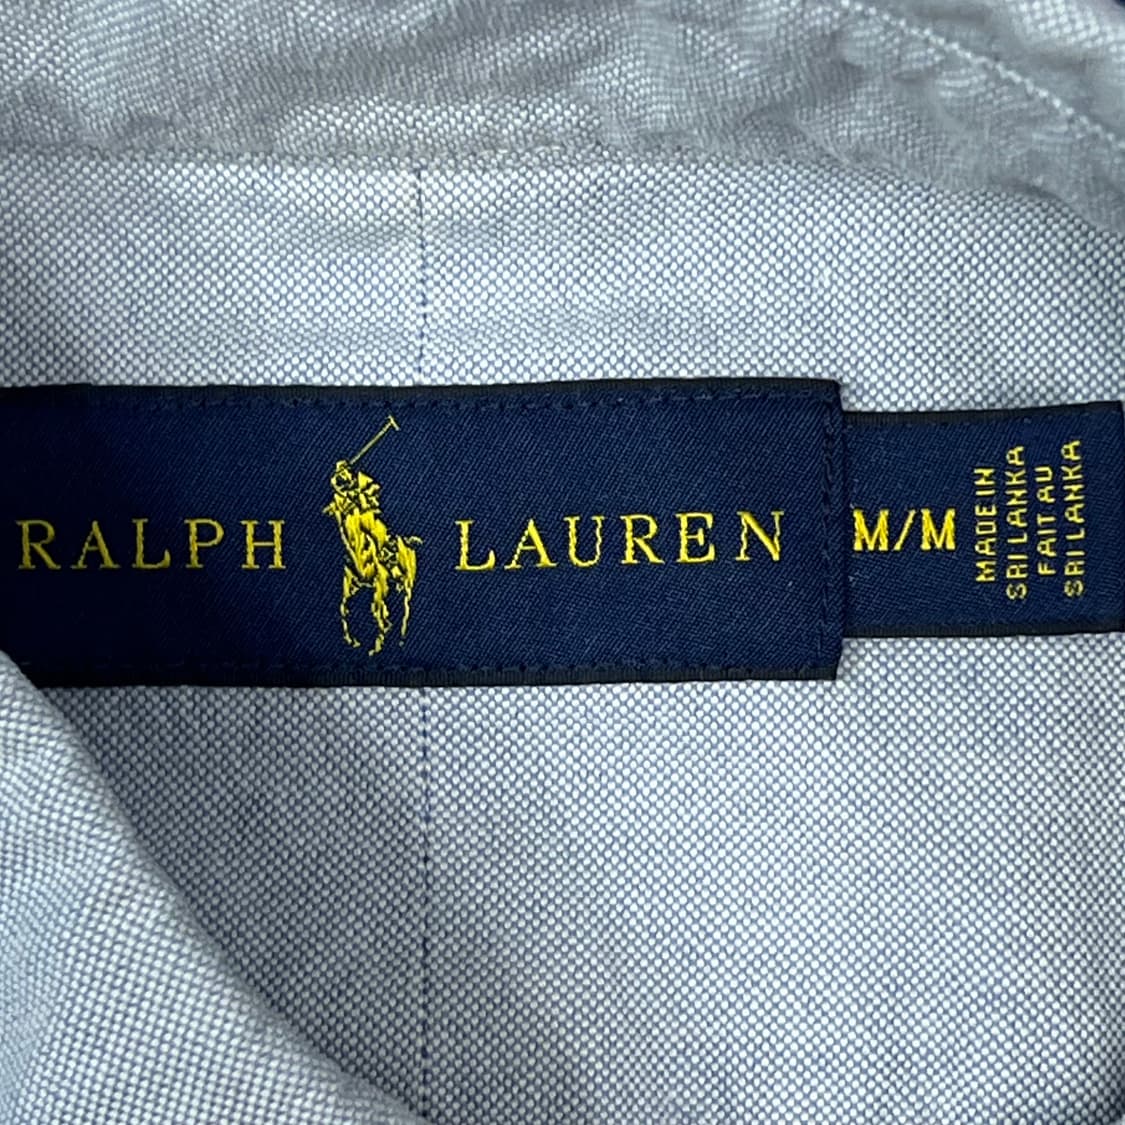 RALPH LAUREN
M/M
MADE IN
SRI LANKA
FAIT AU
SRI LANKA